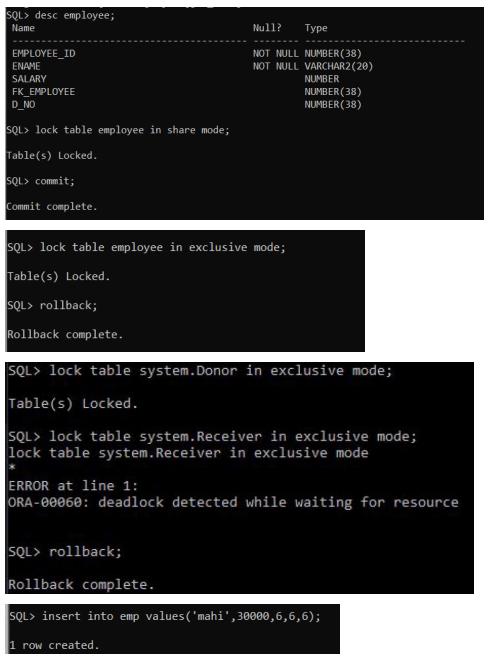 SQL> desc employee;
Name Null? Type
----------------------------------------- -------- ----------------------------
EMPLOYEE_ID NOT NULL NUMBER(38)
ENAME NOT NULL VARCHAR2(20)
SALARY NUMBER
FK_EMPLOYEE NUMBER(38)
D_NO NUMBER(38)
SQL> lock table employee in share mode;
Table(s) Locked.
SQL> commit;
Commit complete.
SQL> lock table employee in exclusive mode;
Table(s) Locked.
SQL> rollback;
Rollback complete.
SQL> lock table system.Donor in exclusive mode;
Table(s) Locked.
SQL> lock table system.Receiver in exclusive mode;
lock table system.Receiver in exclusive mode
*
ERROR at line 1:
ORA-00060: deadlock detected while waiting for resource
SQL> rollback;
Rollback complete.
SQL> insert into emp values('mahi',30000,6,6,6);
1 row created.